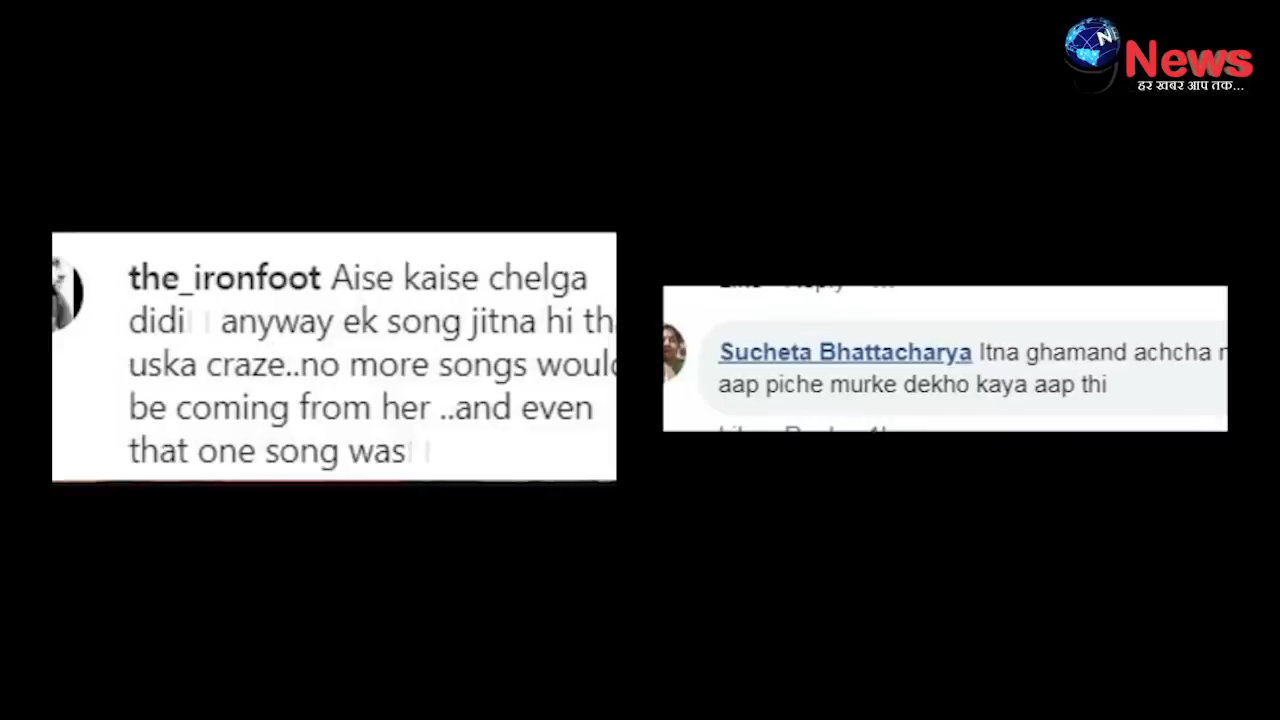 News
हर खबर आप तक...
the_ironfoot Aise kaise chelga
didi anyway ek song jitna hi
uska craze..no more songs
be coming from her ..and even
that one song was
Sucheta Bhattacharya Itna ghamand achcha
aap piche murke dekho kaya aap thi